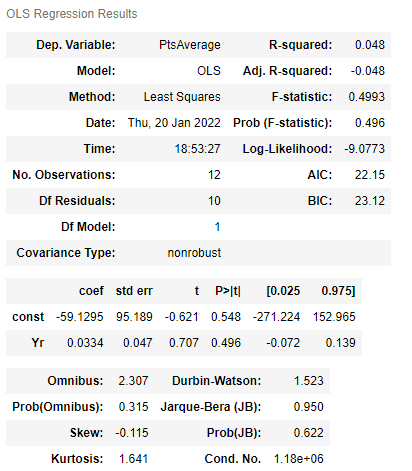 OLS Regression Results
Dep. Variable: PtsAverage R-squared: 0.048
Model: OLS Adj. R-squared: -0.048
Method: Least Squares F-statistic: 0.4993
Date: Thu, 20 Jan 2022 Prob (F-statistic): 0.496
Time: 18:53:27 Log-Likelihood: -9.0773
No. Observations: 12 AIC: 22.15
Df Residuals: 10 BIC: 23.12
Df Model: 1
Covariance Type: nonrobust
coef std err t P>|t| [0.025 0.975]
const -59.1295 95.189 -0.621 0.548 -271.224 152.965
Yr 0.0334 0.047 0.707 0.496 -0.072 0.139
Omnibus: 2.307 Durbin-Watson: 1.523
Prob(Omnibus): 0.315 Jarque-Bera (JB): 0.950
Skew: -0.115 Prob(JB): 0.622
Kurtosis: 1.641 Cond. No. 1.18e+06